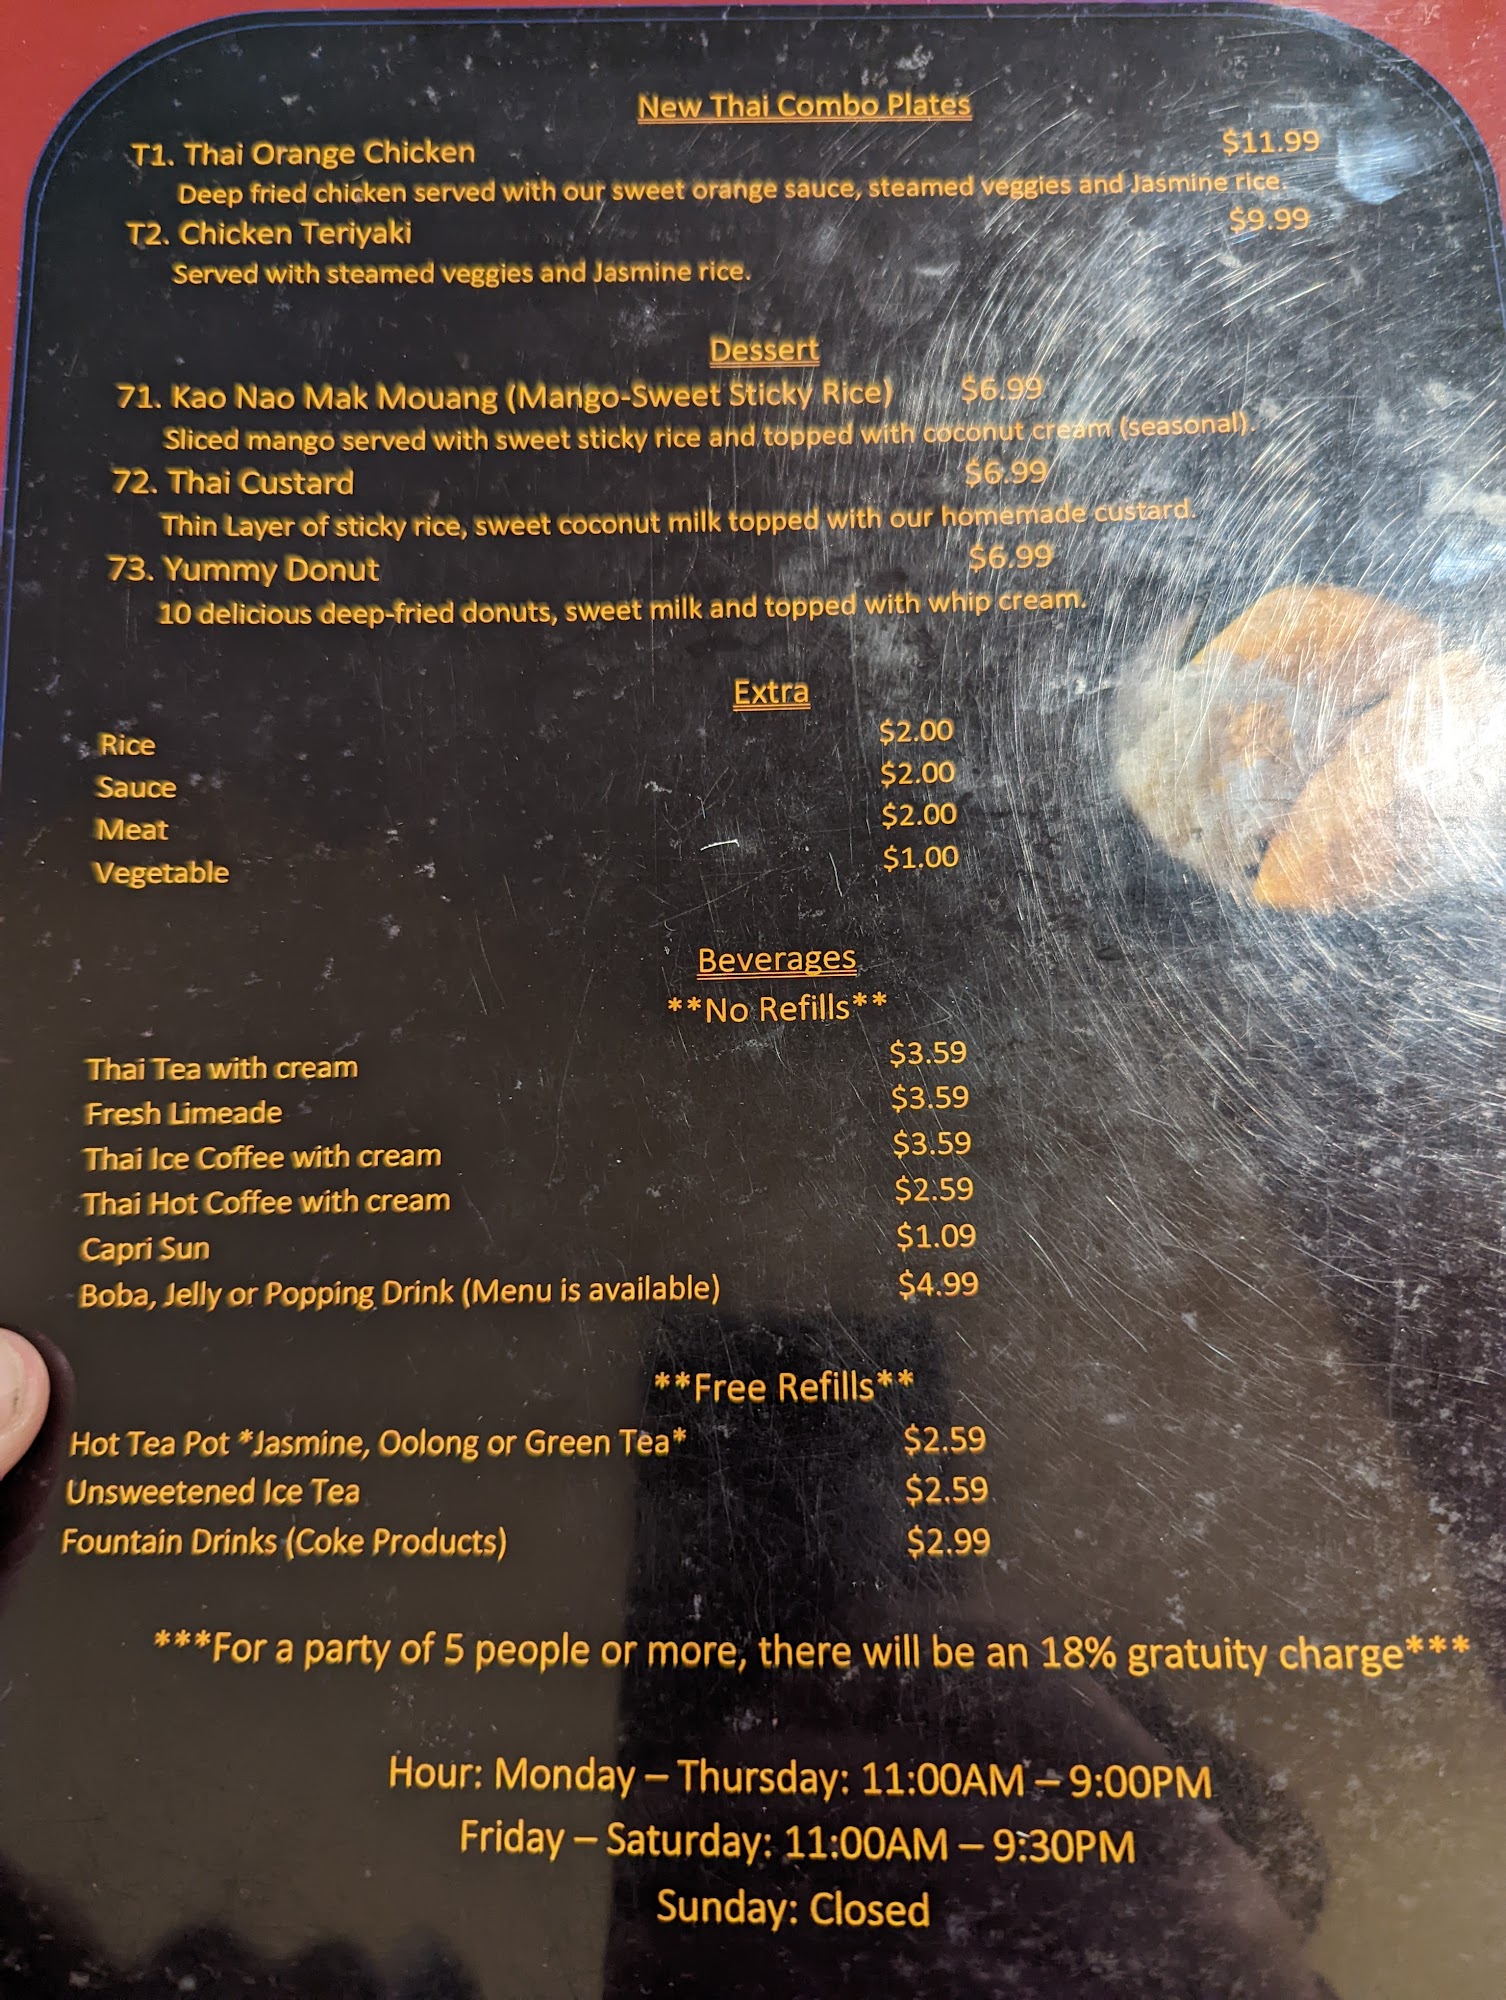 New Thai Combo Plates
T1. Thai Orange Chicken $11.99
Deep fried chicken served with our sweet orange sauce, steamed veggies and Jasmine rice.
T2. Chicken Teriyaki $9.99
Served with steamed veggies and Jasmine rice.
Dessert
71. Kao Nao Mak Mouang (Mango-Sweet Sticky Rice) $6.99
Sliced mango served with sweet sticky rice and topped with coconut cream (seasonal).
72. Thai Custard $6.99
Thin Layer of sticky rice, sweet coconut milk topped with our homemade custard.
73. Yummy Donut $6.99
10 delicious deep-fried donuts, sweet milk and topped with whip cream.
Extra
Rice $2.00
Sauce $2.00
Meat $2.00
Vegetable $1.00
Beverages
**No Refills**
Thai Tea with cream $3.59
Fresh Limeade $3.59
Thai Ice Coffee with cream $3.59
Thai Hot Coffee with cream $2.59
Capri Sun $1.09
Boba, Jelly or Popping Drink (Menu is available) $4.99
**Free Refills**
Hot Tea Pot *Jasmine, Oolong or Green Tea* $2.59
Unsweetened Ice Tea $2.59
Fountain Drinks (Coke Products) $2.99
***For a party of 5 people or more, there will be an 18% gratuity charge***
Hour: Monday – Thursday: 11:00AM – 9:00PM
Friday – Saturday: 11:00AM – 9:30PM
Sunday: Closed